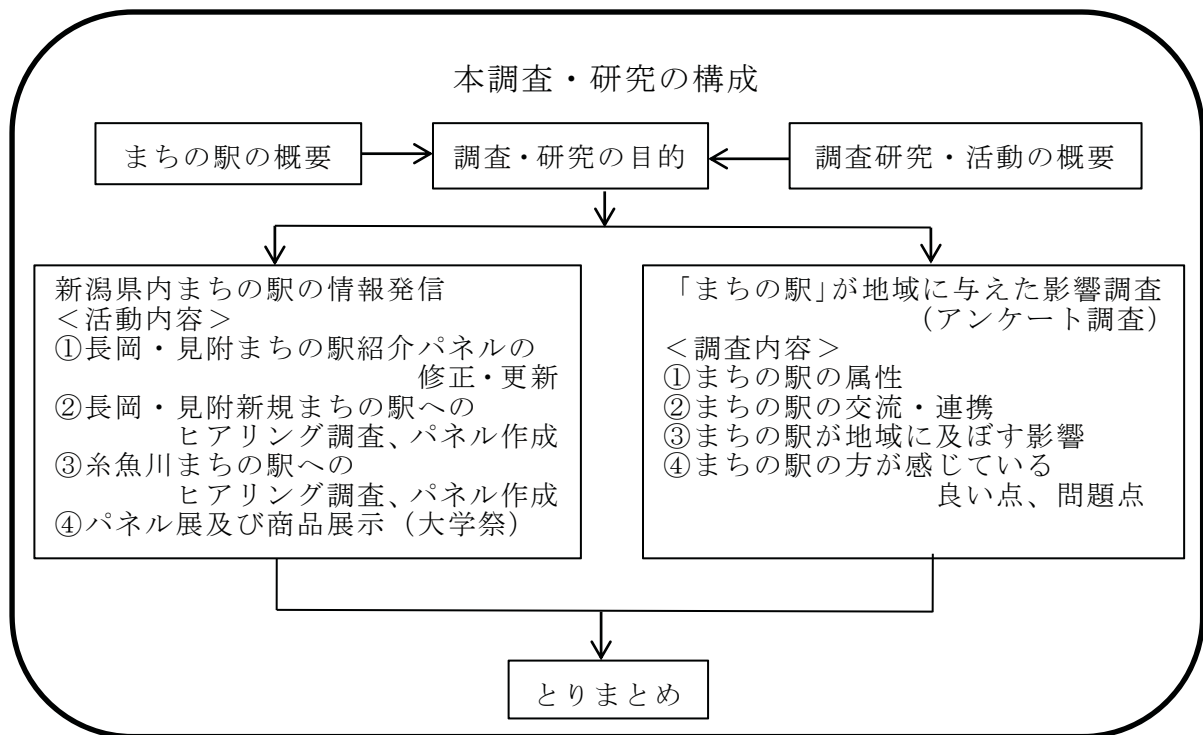 本調査・研究の構成
まちの駅の概要
調査・研究の目的
調査研究・活動の概要
新潟県内まちの駅の情報発信
＜活動内容＞
①長岡・見附まちの駅紹介パネルの
修正・更新
②長岡・見附新規まちの駅への
ヒアリング調査、パネル作成
③糸魚川まちの駅への
ヒアリング調査、パネル作成
④パネル展及び商品展示（大学祭）
「まちの駅」が地域に与えた影響調査
（アンケート調査）
＜調査内容＞
①まちの駅の属性
②まちの駅の交流・連携
③まちの駅が地域に及ぼす影響
④まちの駅の方が感じている
良い点、問題点
とりまとめ